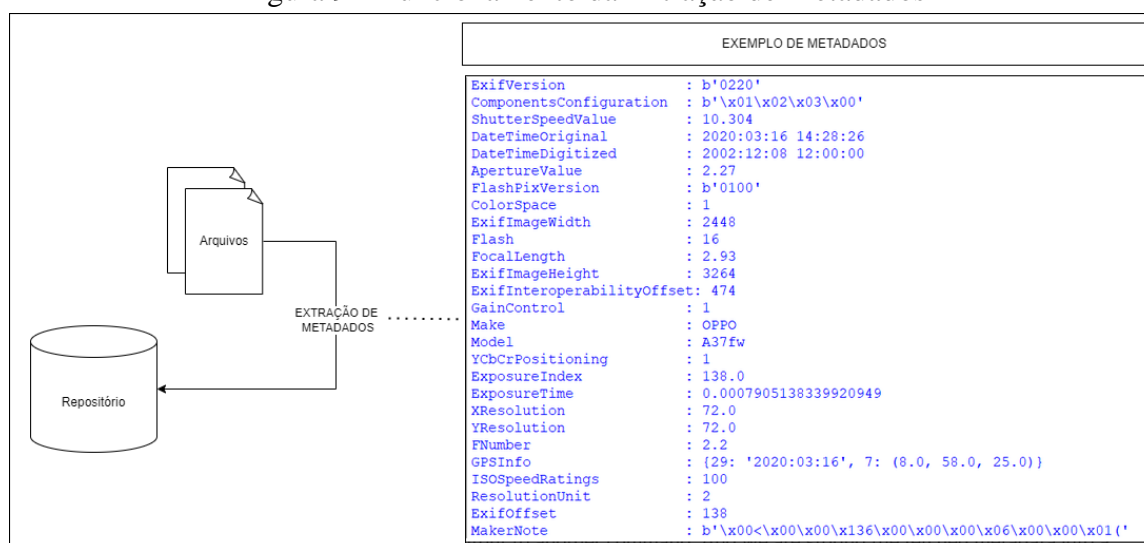 Funcionamento da Extração de Metadados
EXEMPLO DE METADADOS
Arquivos
EXTRAÇÃO DE
METADADOS
Repositório
ExifVersion : b'0220'
ComponentsConfiguration : b'\x01\x02\x03\x00'
ShutterSpeedValue : 10.304
DateTimeOriginal : 2020:03:16 14:28:26
DateTimeDigitized : 2002:12:08 12:00:00
ApertureValue : 2.27
FlashPixVersion : b'0100'
ColorSpace : 1
ExifImageWidth : 2448
Flash : 16
FocalLength : 2.93
ExifImageHeight : 3264
ExifInteroperabilityOffset: 474
GainControl : 1
Make : OPPO
Model : A37fw
YCbCrPositioning : 1
ExposureIndex : 138.0
ExposureTime : 0.0007905138339920949
XResolution : 72.0
YResolution : 72.0
FNumber : 2.2
GPSInfo : {29: '2020:03:16', 7: (8.0, 58.0, 25.0)}
ISOSpeedRatings : 100
ResolutionUnit : 2
ExifOffset : 138
MakerNote : b'\x00<\x00\x00\x136\x00\x00\x00\x06\x00\x00\x01('